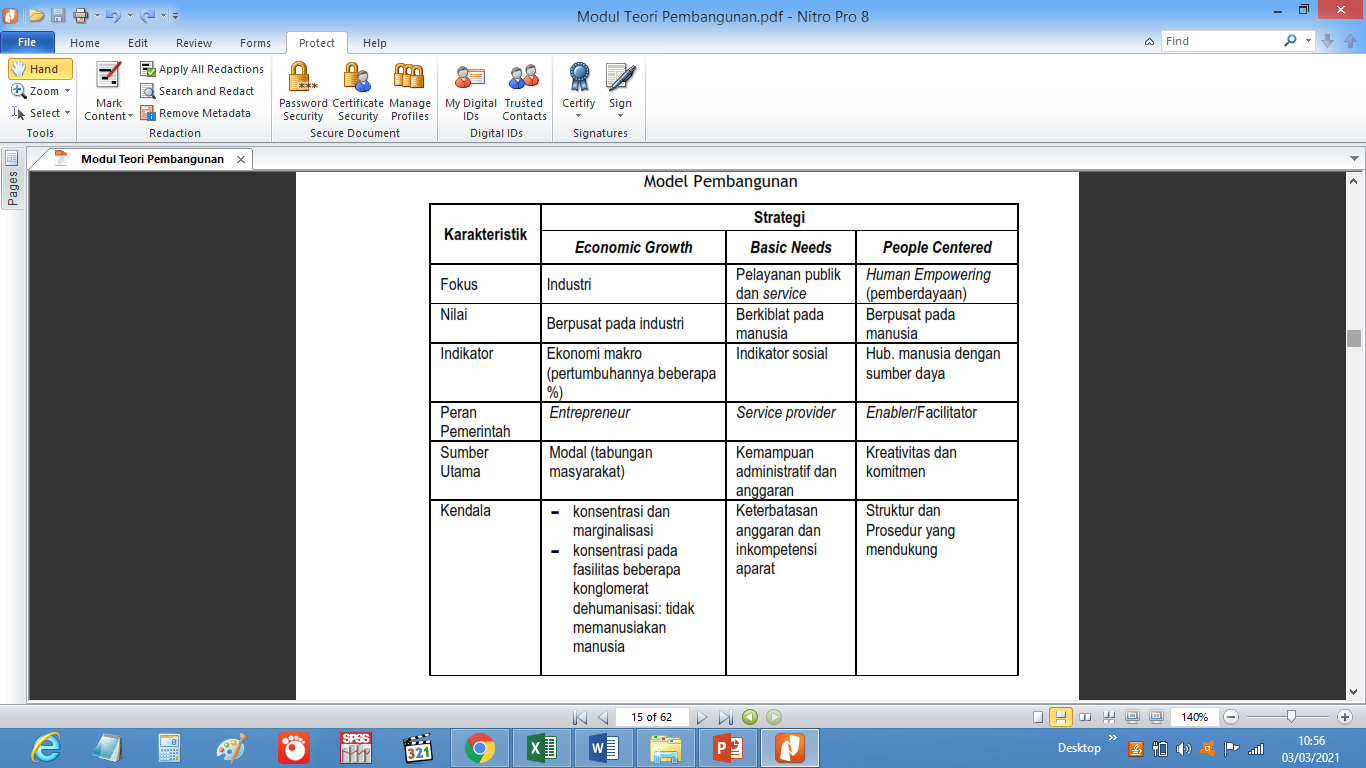 Modul Teori Pembangunan.pdf - Nitro Pro 8
File Home Edit Review Forms Protect Help
Find
Hand
Zoom
Select
Tools
Mark Content
Apply All Redactions
Search and Redact
Remove Metadata
Redaction
Password Security
Certificate Security
Manage Profiles
Secure Document
My Digital IDs
Trusted Contacts
Digital IDs
Certify
Sign
Signatures
Modul Teori Pembangunan
Pages
Model Pembangunan
Karakteristik
Strategi
Economic Growth
Basic Needs
People Centered
Fokus
Industri
Pelayanan publik
dan service
Human Empowering
(pemberdayaan)
Nilai
Berpusat pada industri
Berkiblat pada
manusia
Berpusat pada
manusia
Indikator
Ekonomi makro
(pertumbuhannya beberapa
%)
Indikator sosial
Hub. manusia dengan
sumber daya
Peran
Pemerintah
Entrepreneur
Service provider
Enabler/Facilitator
Sumber
Utama
Modal (tabungan
masyarakat)
Kemampuan
administratif dan
anggaran
Kreativitas dan
komitmen
Kendala
– konsentrasi dan
marginalisasi
– konsentrasi pada
fasilitas beberapa
konglomerat
dehumanisasi: tidak
memanusiakan
manusia
Keterbatasan
anggaran dan
inkompetensi
aparat
Struktur dan
Prosedur yang
mendukung
15 of 62
140%
SPSS
321
Desktop
10:56
03/03/2021